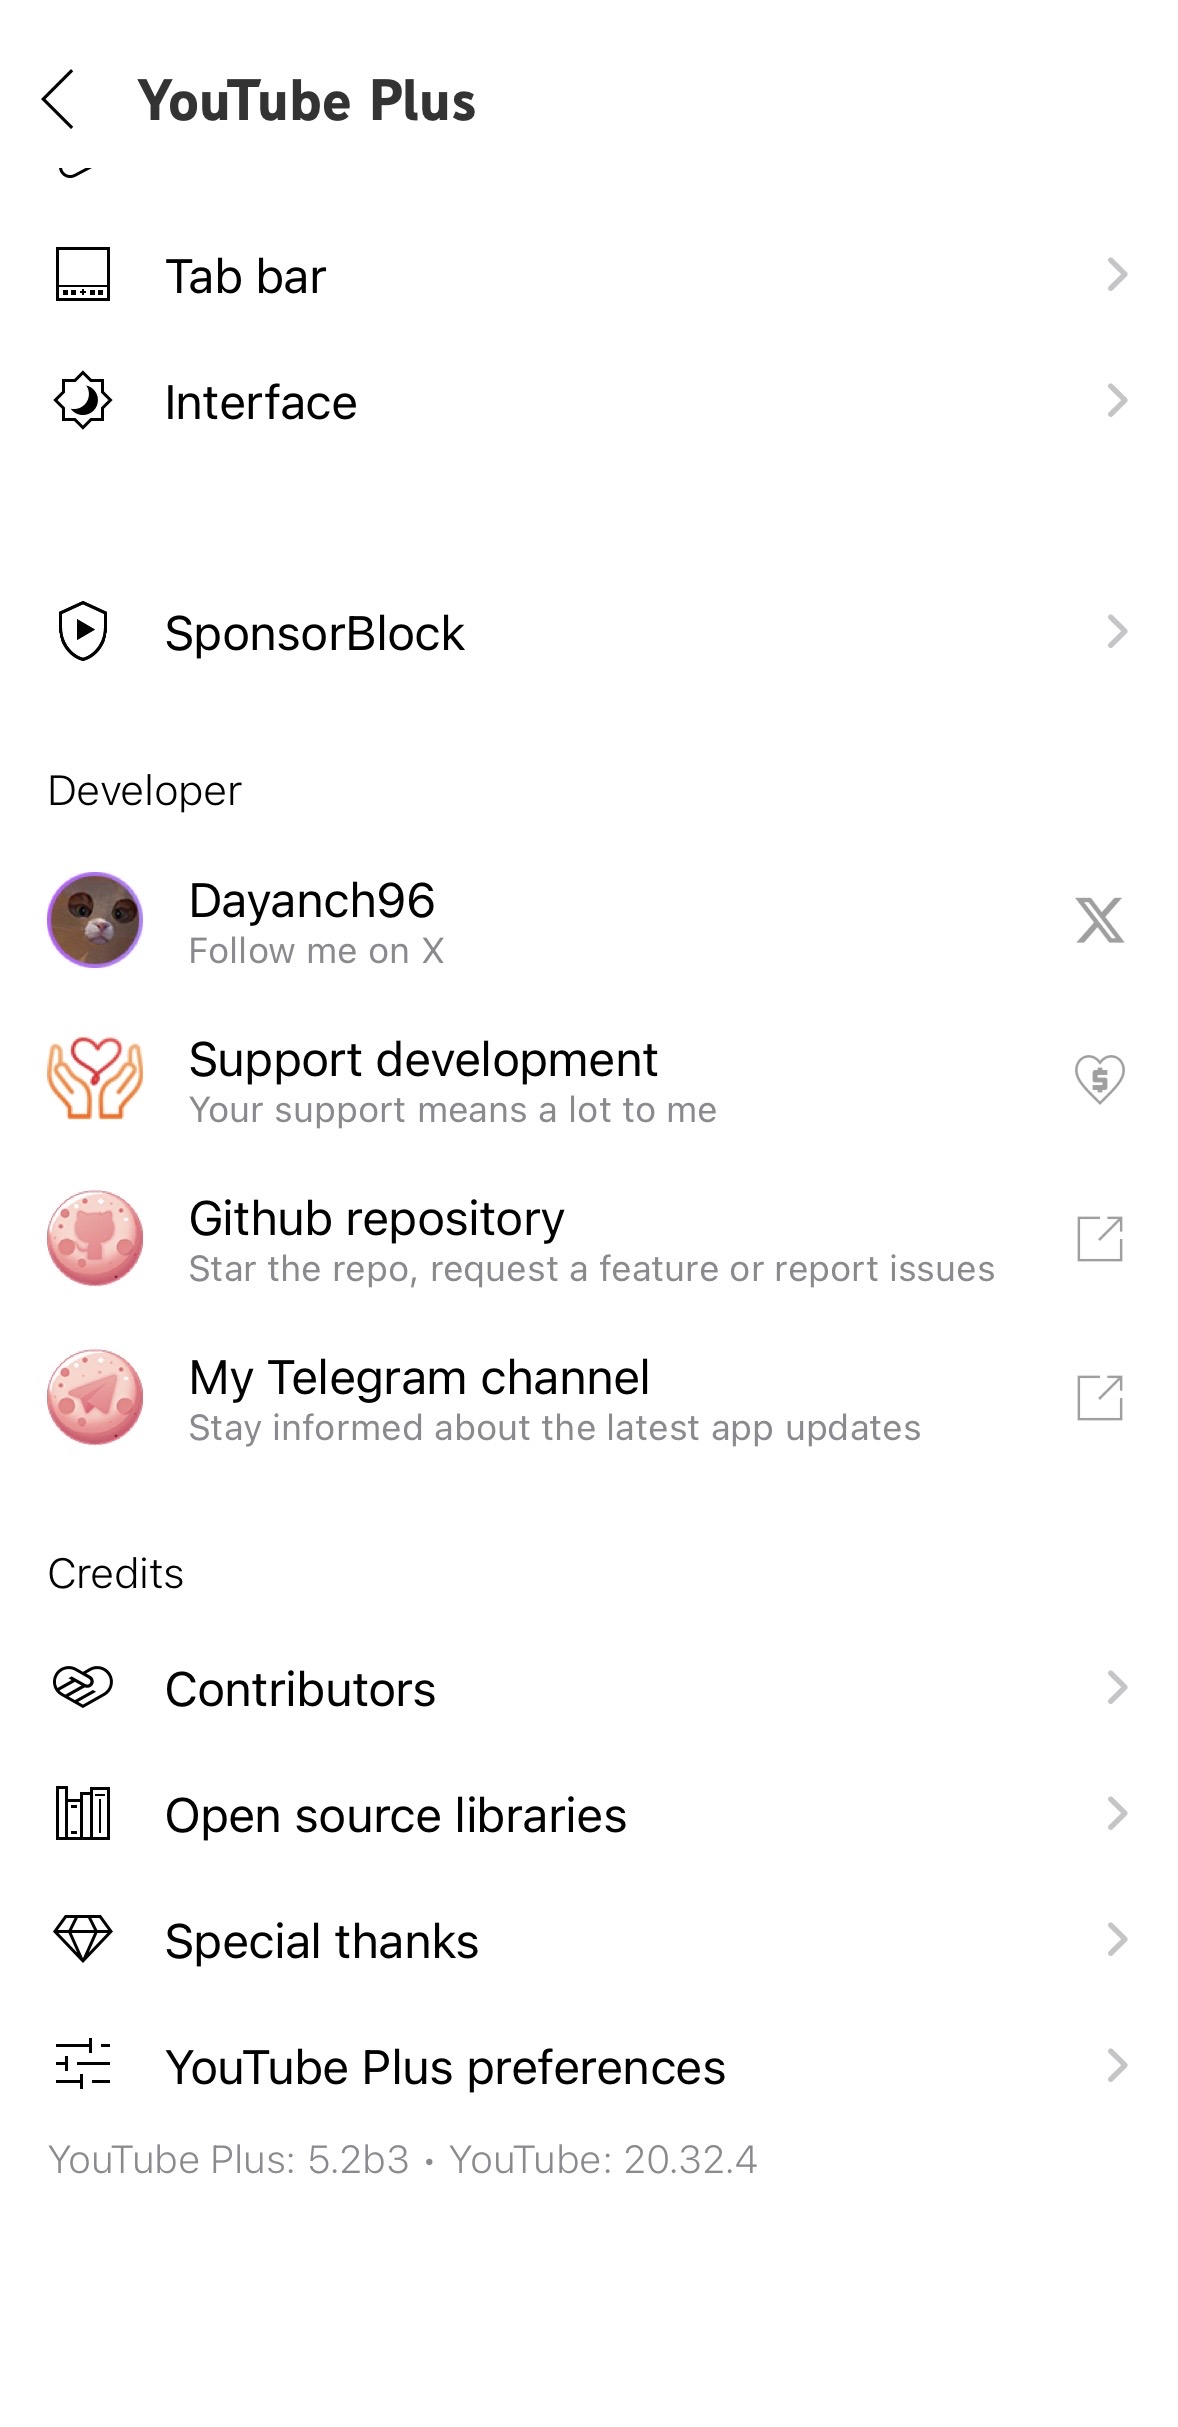 YouTube Plus
Tab bar
Interface
SponsorBlock
Developer
Dayanch96
Follow me on X
Support development
Your support means a lot to me
Github repository
Star the repo, request a feature or report issues
My Telegram channel
Stay informed about the latest app updates
Credits
Contributors
Open source libraries
Special thanks
YouTube Plus preferences
YouTube Plus: 5.2b3 • YouTube: 20.32.4